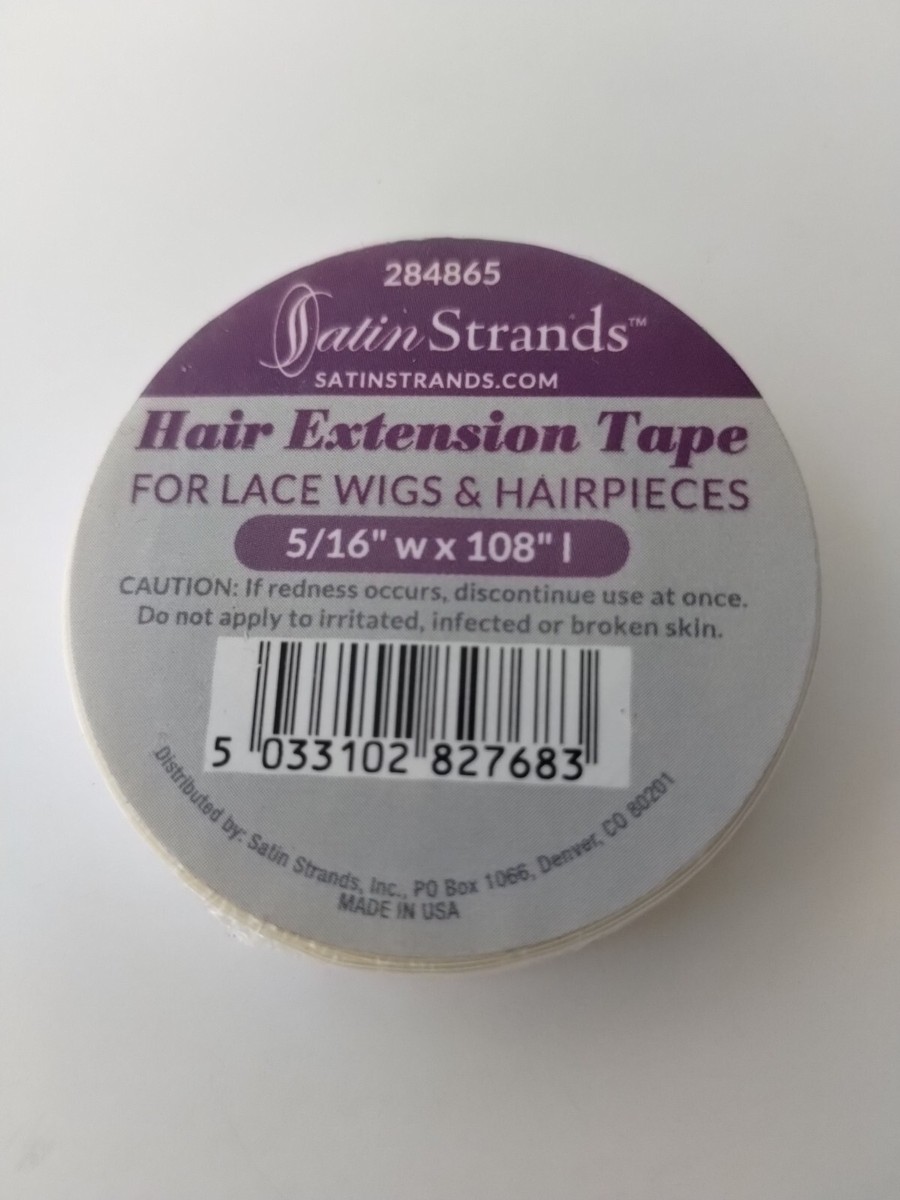 284865
Satin Strands™
SATINSTRANDS.COM
Hair Extension Tape
FOR LACE WIGS & HAIRPIECES
5/16" w x 108" l
CAUTION: If redness occurs, discontinue use at once.
Do not apply to irritated, infected or broken skin.
5 033102 827683
Distributed by: Satin Strands, Inc., PO Box 1066, Denver, CO 80201
MADE IN USA